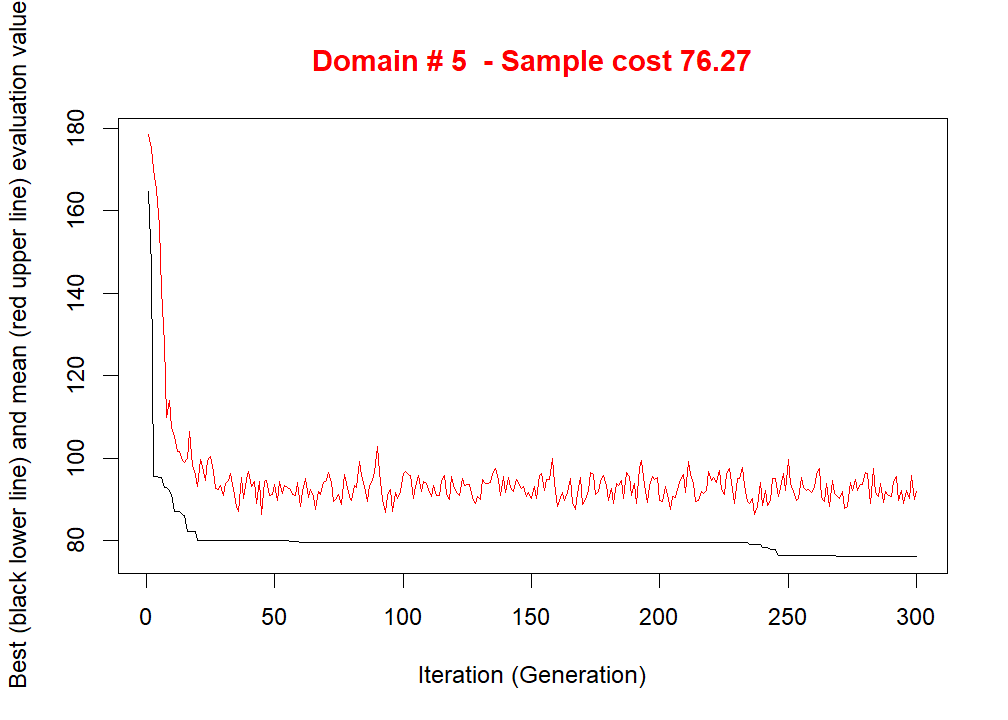 Domain # 5  - Sample cost 76.27
Best (black lower line) and mean (red upper line) evaluation value
180
160
140
120
100
80
0 50 100 150 200 250 300
Iteration (Generation)